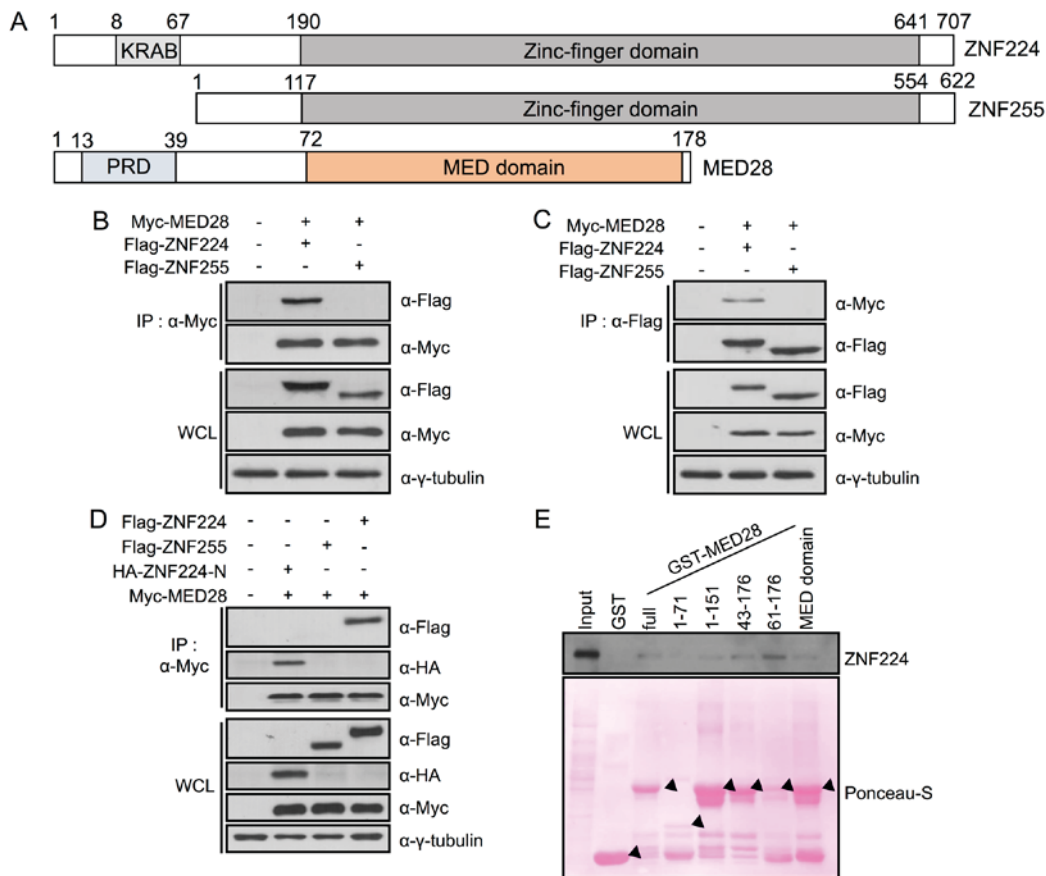 A
1 8 67 190 641 707
KRAB Zinc-finger domain ZNF224
1 117 554 622
Zinc-finger domain ZNF255
1 13 39 72 178
PRD MED domain MED28
B
Myc-MED28 - + +
Flag-ZNF224 - + -
Flag-ZNF255 - - +
IP : α-Myc
α-Flag
α-Myc
WCL
α-Flag
α-Myc
α-γ-tubulin
C
Myc-MED28 - + +
Flag-ZNF224 - + -
Flag-ZNF255 - - +
IP : α-Flag
α-Myc
α-Flag
WCL
α-Flag
α-Myc
α-γ-tubulin
D
Flag-ZNF224 - - - +
Flag-ZNF255 - - + -
HA-ZNF224-N - + - -
Myc-MED28 - + + +
IP :
α-Myc
α-Flag
α-HA
α-Myc
WCL
α-Flag
α-HA
α-Myc
α-γ-tubulin
E
GST-MED28
Input GST full 1-71 1-151 43-176 61-176 MED domain
ZNF224
Ponceau-S